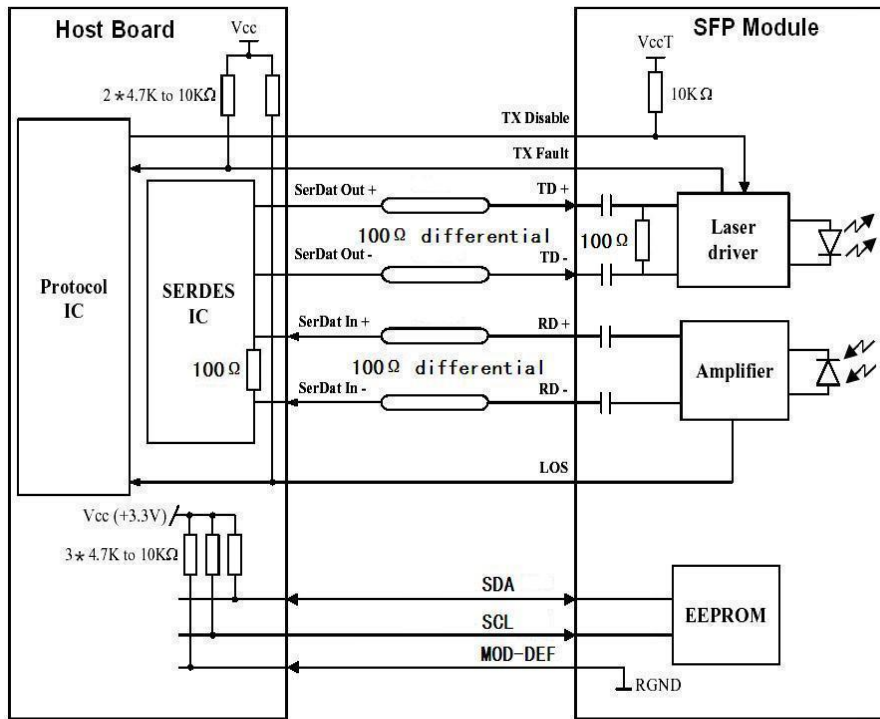 Host Board
SFP Module
Vcc
VccT
2*4.7K to 10KΩ
10KΩ
TX Disable
TX Fault
SerDat Out +
TD +
100Ω differential
100Ω
SerDat Out -
TD -
Laser
driver
Protocol
IC
SERDES
IC
SerDat In +
RD +
100Ω
100Ω differential
Amplifier
SerDat In -
RD -
LOS
Vcc (+3.3V)
3*4.7K to 10KΩ
SDA
SCL
MOD-DEF
EEPROM
RGND